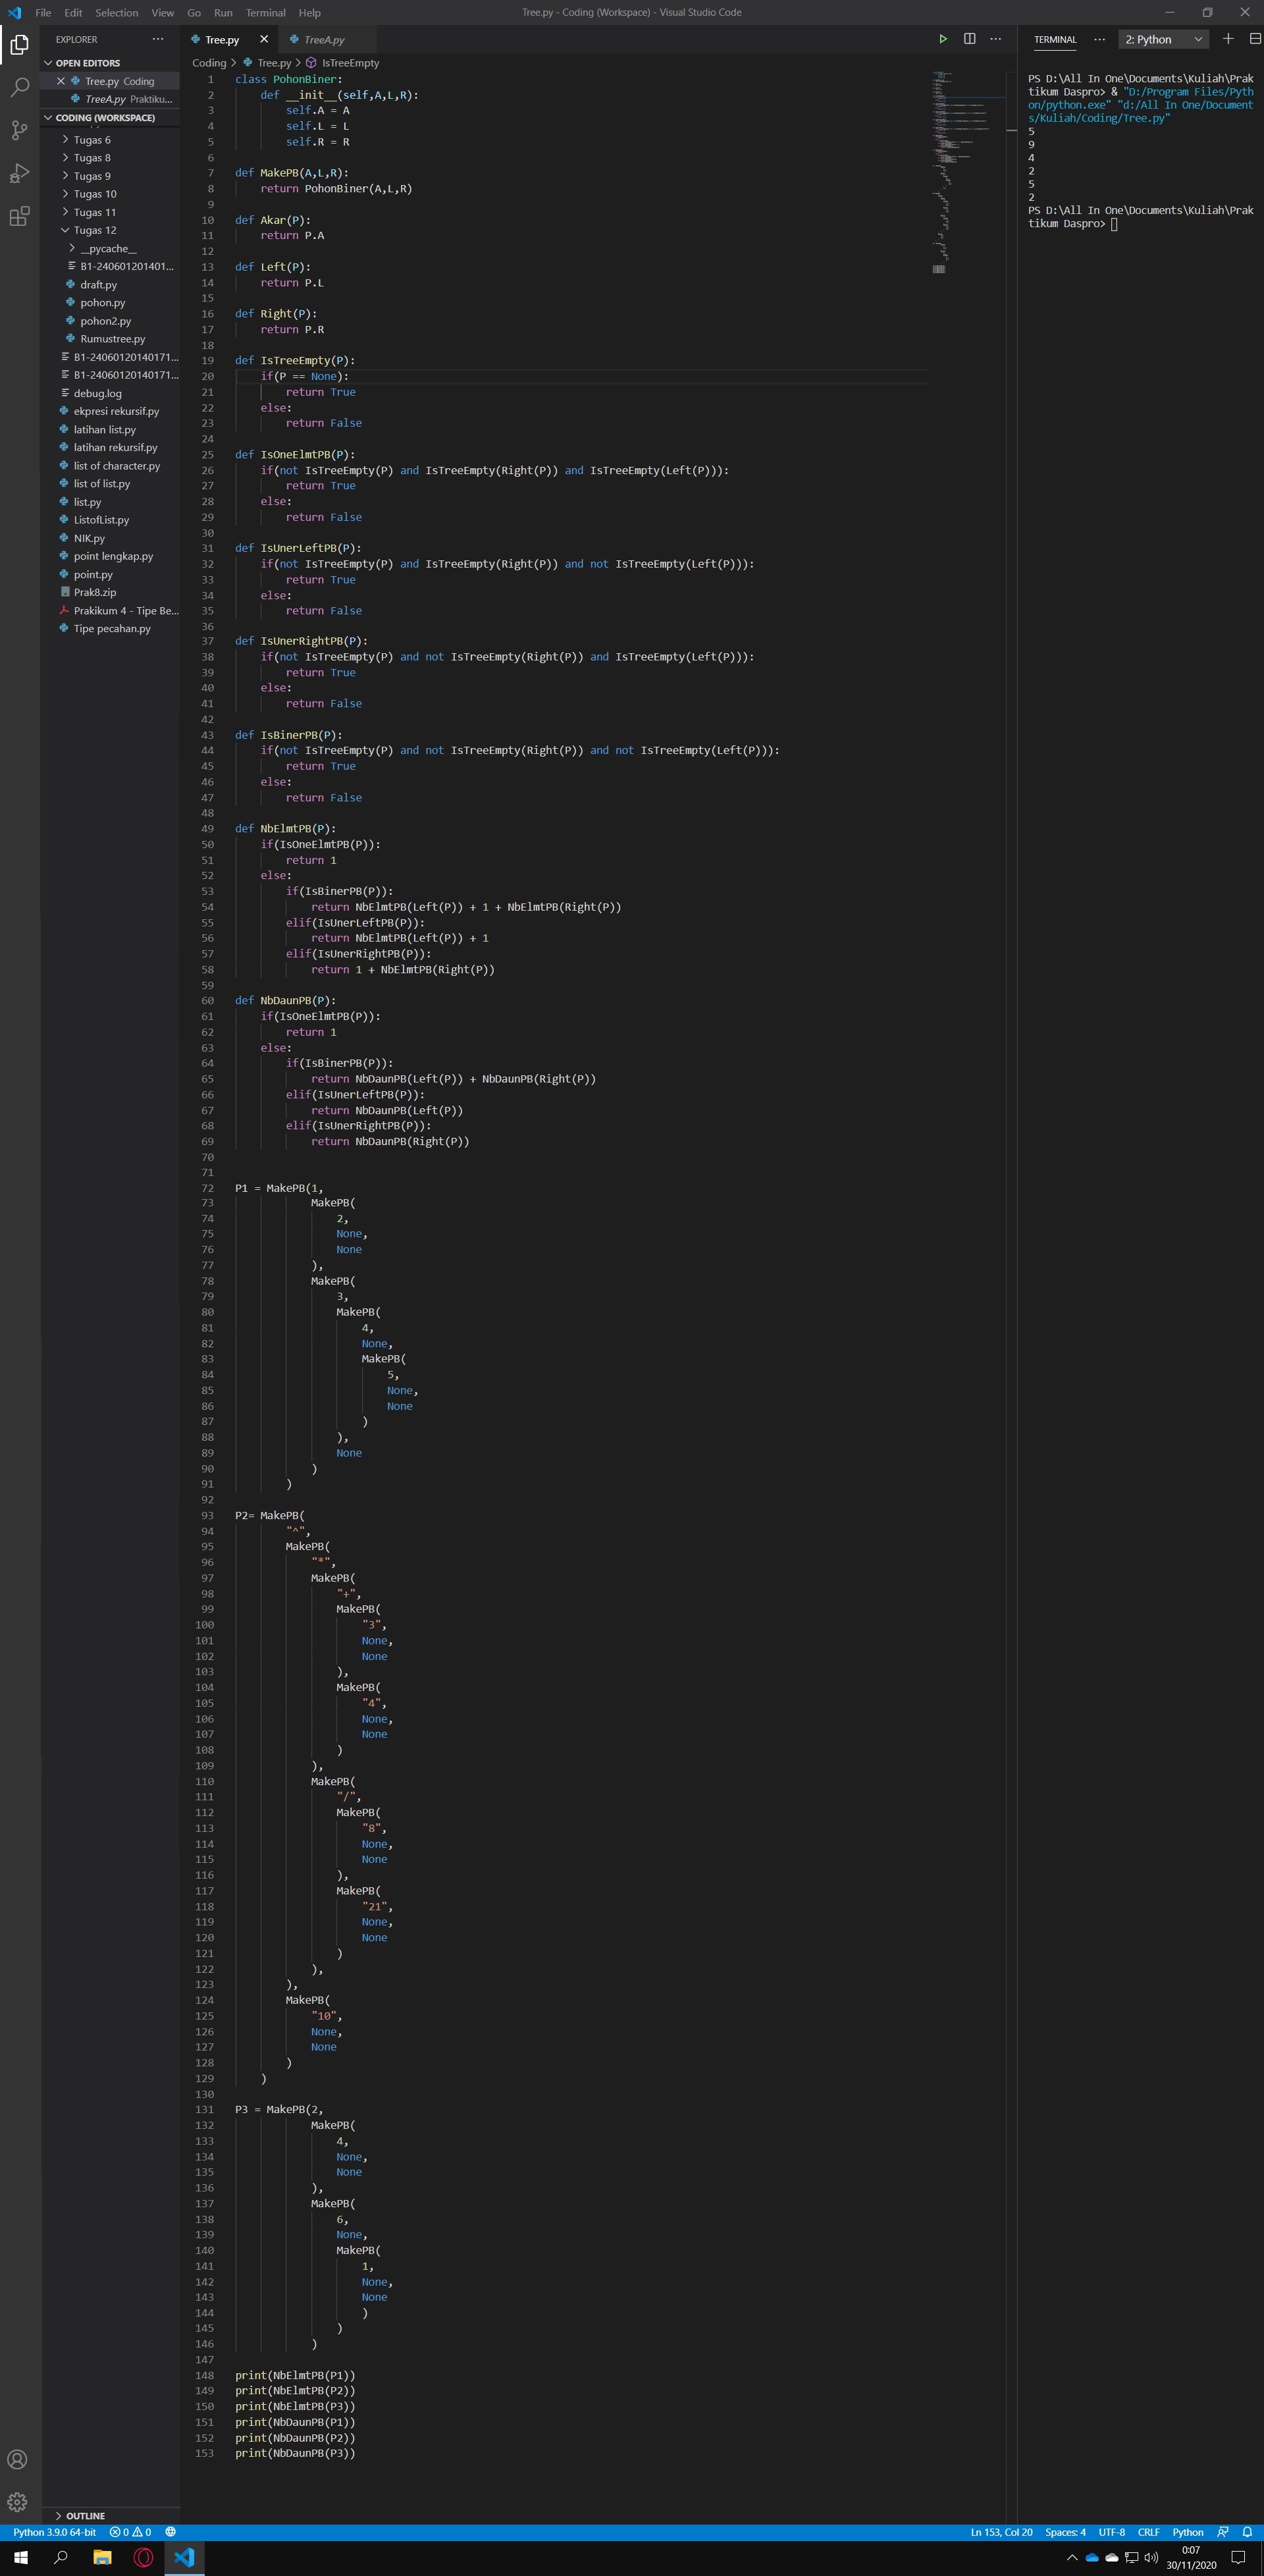 File Edit Selection View Go Run Terminal Help Tree.py - Coding (Workspace) - Visual Studio Code
EXPLORER
OPEN EDITORS
Tree.py Coding
TreeA.py Praktiku...
CODING (WORKSPACE)
Tugas 6
Tugas 8
Tugas 9
Tugas 10
Tugas 11
Tugas 12
__pycache__
B1-240601201401...
draft.py
pohon.py
pohon2.py
Rumustree.py
B1-24060120140171...
B1-24060120140171...
debug.log
ekpresi rekursif.py
latihan list.py
latihan rekursif.py
list of character.py
list of list.py
list.py
ListofList.py
NIK.py
point lengkap.py
point.py
Prak8.zip
Prakikum 4 - Tipe Be...
Tipe pecahan.py
OUTLINE
Tree.py TreeA.py
Coding > Tree.py > IsTreeEmpty
1 class PohonBiner:
2     def __init__(self,A,L,R):
3         self.A = A
4         self.L = L
5         self.R = R
6
7 def MakePB(A,L,R):
8     return PohonBiner(A,L,R)
9
10 def Akar(P):
11     return P.A
12
13 def Left(P):
14     return P.L
15
16 def Right(P):
17     return P.R
18
19 def IsTreeEmpty(P):
20     if(P == None):
21         return True
22     else:
23         return False
24
25 def IsOneElmtPB(P):
26     if(not IsTreeEmpty(P) and IsTreeEmpty(Right(P)) and IsTreeEmpty(Left(P))):
27         return True
28     else:
29         return False
30
31 def IsUnerLeftPB(P):
32     if(not IsTreeEmpty(P) and IsTreeEmpty(Right(P)) and not IsTreeEmpty(Left(P))):
33         return True
34     else:
35         return False
36
37 def IsUnerRightPB(P):
38     if(not IsTreeEmpty(P) and not IsTreeEmpty(Right(P)) and IsTreeEmpty(Left(P))):
39         return True
40     else:
41         return False
42
43 def IsBinerPB(P):
44     if(not IsTreeEmpty(P) and not IsTreeEmpty(Right(P)) and not IsTreeEmpty(Left(P))):
45         return True
46     else:
47         return False
48
49 def NbElmtPB(P):
50     if(IsOneElmtPB(P)):
51         return 1
52     else:
53         if(IsBinerPB(P)):
54             return NbElmtPB(Left(P)) + 1 + NbElmtPB(Right(P))
55         elif(IsUnerLeftPB(P)):
56             return NbElmtPB(Left(P)) + 1
57         elif(IsUnerRightPB(P)):
58             return 1 + NbElmtPB(Right(P))
59
60 def NbDaunPB(P):
61     if(IsOneElmtPB(P)):
62         return 1
63     else:
64         if(IsBinerPB(P)):
65             return NbDaunPB(Left(P)) + NbDaunPB(Right(P))
66         elif(IsUnerLeftPB(P)):
67             return NbDaunPB(Left(P))
68         elif(IsUnerRightPB(P)):
69             return NbDaunPB(Right(P))
70
71
72 P1 = MakePB(1,
73             MakePB(
74                 2,
75                 None,
76                 None
77             ),
78             MakePB(
79                 3,
80                 MakePB(
81                     4,
82                     None,
83                     MakePB(
84                         5,
85                         None,
86                         None
87                     )
88                 ),
89                 None
90             )
91         )
92
93 P2= MakePB(
94         "^",
95         MakePB(
96             "*",
97             MakePB(
98                 "+",
99                 MakePB(
100                     "3",
101                     None,
102                     None
103                 ),
104                 MakePB(
105                     "4",
106                     None,
107                     None
108                 )
109             ),
110             MakePB(
111                 "/",
112                 MakePB(
113                     "8",
114                     None,
115                     None
116                 ),
117                 MakePB(
118                     "21",
119                     None,
120                     None
121                 )
122             ),
123         ),
124         MakePB(
125             "10",
126             None,
127             None
128         )
129     )
130
131 P3 = MakePB(2,
132             MakePB(
133                 4,
134                 None,
135                 None
136             ),
137             MakePB(
138                 6,
139                 None,
140                 MakePB(
141                     1,
142                     None,
143                     None
144                     )
145                 )
146             )
147
148 print(NbElmtPB(P1))
149 print(NbElmtPB(P2))
150 print(NbElmtPB(P3))
151 print(NbDaunPB(P1))
152 print(NbDaunPB(P2))
153 print(NbDaunPB(P3))
TERMINAL 2: Python
PS D:\All In One\Documents\Kuliah\Prak
tikum Daspro> & "D:/Program Files/Pyth
on/python.exe" "d:/All In One/Document
s/Kuliah/Coding/Tree.py"
5
9
4
2
5
2
PS D:\All In One\Documents\Kuliah\Prak
tikum Daspro>
Python 3.9.0 64-bit 0 0 Ln 153, Col 20 Spaces: 4 UTF-8 CRLF Python
0:07
30/11/2020